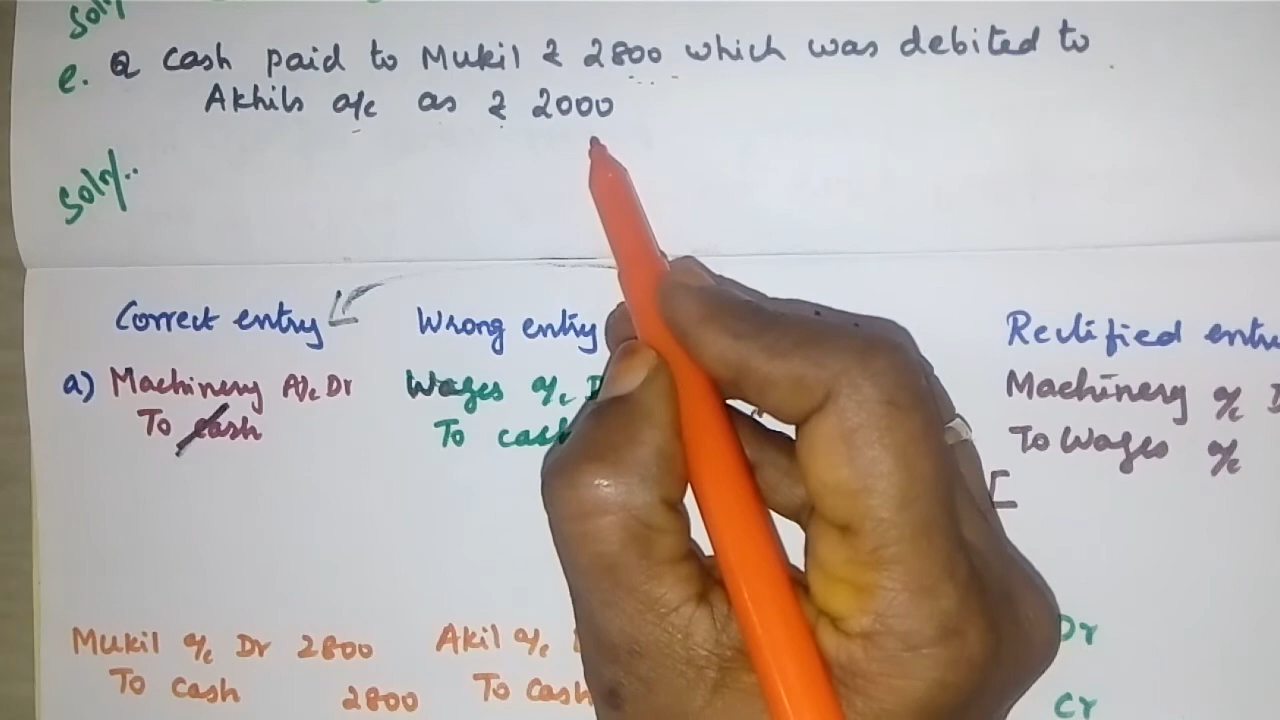 Soln
e. Q Cash paid to Mukil ₹ 2800 which was debited to
Akhils a/c as ₹ 2000
Soln/..
Correct entry Wrong entry Rectified entr
a) Machinery A/c Dr Wages a/c D Machinery a/c D
To cash To cash To Wages a/c
Mukil a/c Dr 2800 Akil a/c Dr
To cash 2800 To cash Cr